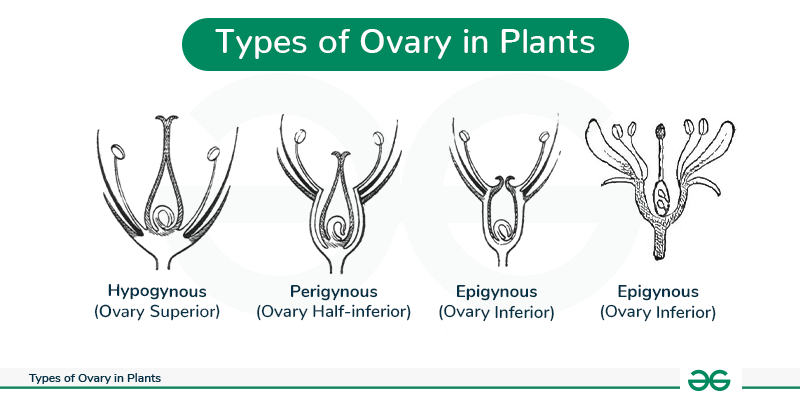 Types of Ovary in Plants
Hypogynous
(Ovary Superior)
Perigynous
(Ovary Half-inferior)
Epigynous
(Ovary Inferior)
Epigynous
(Ovary Inferior)
Types of Ovary in Plants